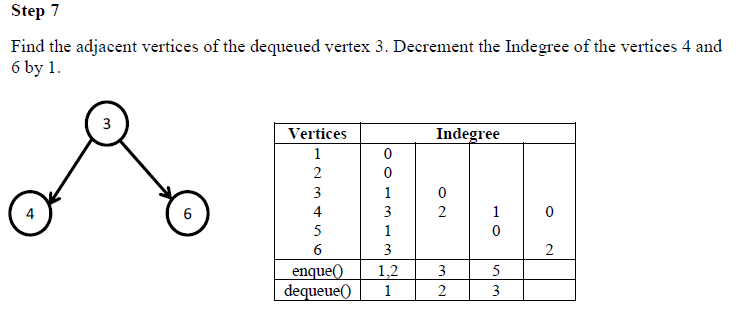 Step 7
Find the adjacent vertices of the dequeued vertex 3. Decrement the Indegree of the vertices 4 and
6 by 1.
3
4 6
Vertices Indegree
1 0
2 0
3 1 0
4 3 2 1 0
5 1 0
6 3 2
enque() 1,2 3 5
dequeue() 1 2 3